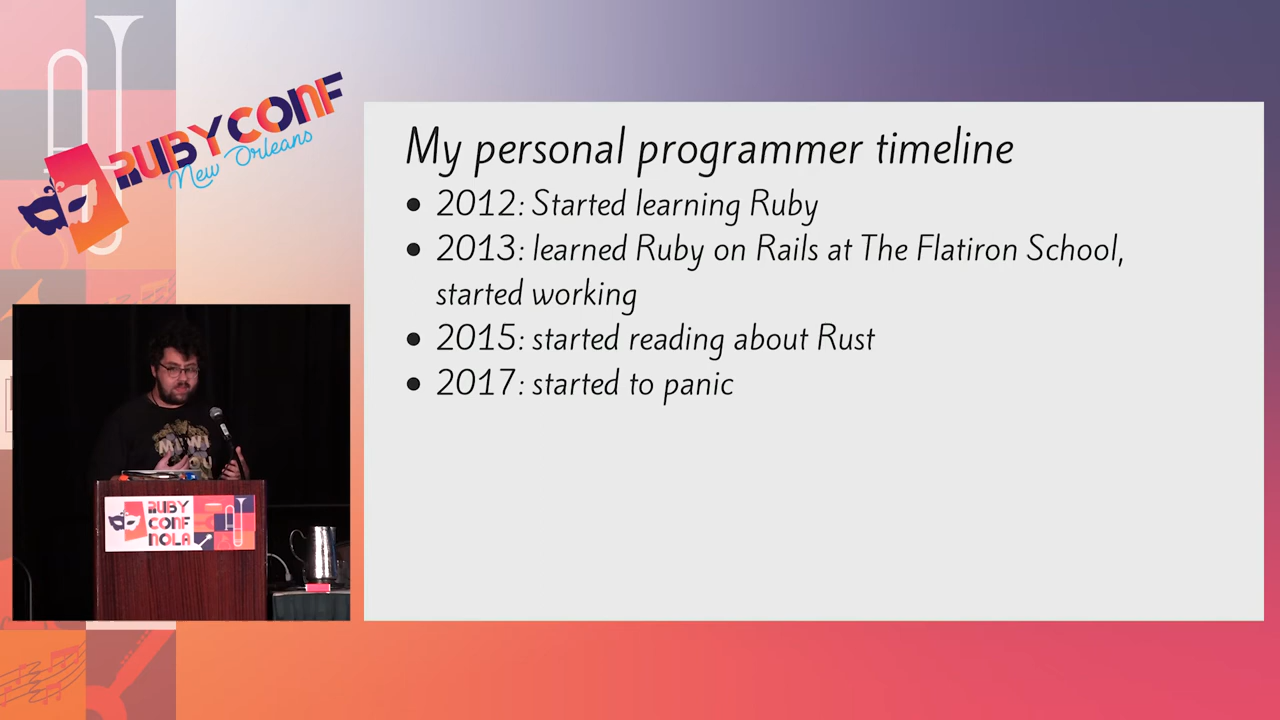 RUBYCONF
New Orleans
My personal programmer timeline
• 2012: Started learning Ruby
• 2013: learned Ruby on Rails at The Flatiron School,
started working
• 2015: started reading about Rust
• 2017: started to panic
RUBY
CONF
NOLA